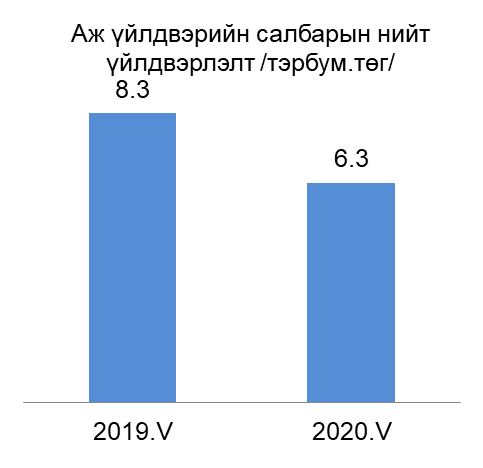 Аж үйлдвэрийн салбарын нийт
үйлдвэрлэлт /тэрбум.төг/
8.3
6.3
2019.V
2020.V